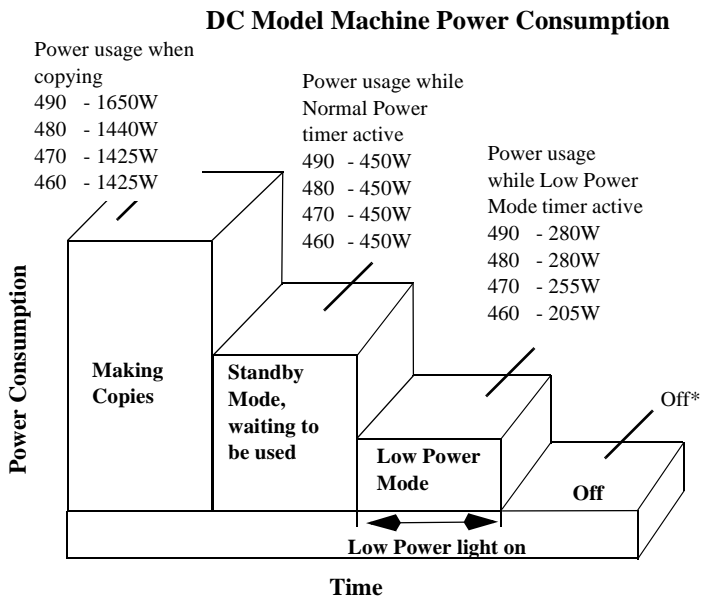 DC Model Machine Power Consumption
Power usage when
copying
490 - 1650W
480 - 1440W
470 - 1425W
460 - 1425W
Power usage while
Normal Power
timer active
490 - 450W
480 - 450W
470 - 450W
460 - 450W
Power usage
while Low Power
Mode timer active
490 - 280W
480 - 280W
470 - 255W
460 - 205W
Power Consumption
Making
Copies
Standby
Mode,
waiting to
be used
Low Power
Mode
Off*
Off
Low Power light on
Time